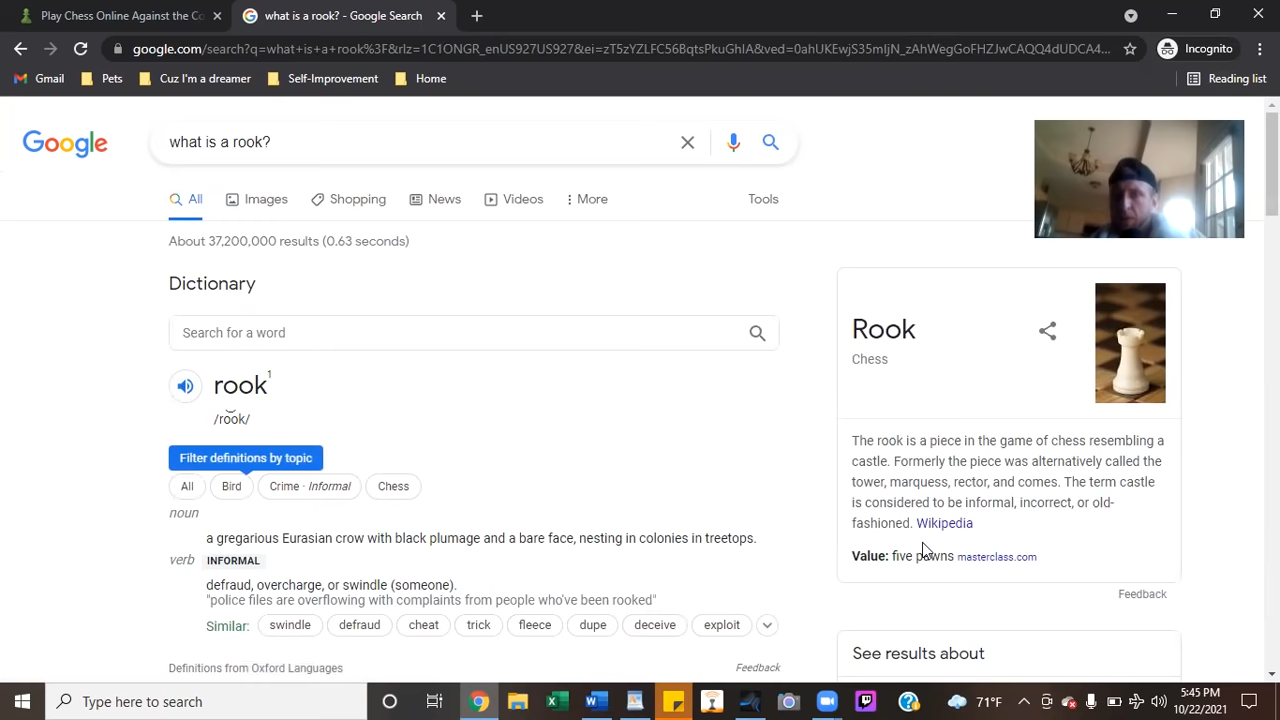 Play Chess Online Against the Co
what is a rook? - Google Search
google.com/search?q=what+is+a+rook%3F&rlz=1C1ONGR_enUS927US927&ei=zT5zYZLFC56BqtsPkuGhIA&ved=0ahUKEwjS35mIjN_zAhWegGoFHZJwCAQQ4dUDCA4...
Incognito
Gmail Pets Cuz I'm a dreamer Self-Improvement Home Reading list
Google
what is a rook?
All Images Shopping News Videos More Tools
About 37,200,000 results (0.63 seconds)
Dictionary
Search for a word
rook1
/ro͝ok/
Filter definitions by topic
All Bird Crime · Informal Chess
noun
a gregarious Eurasian crow with black plumage and a bare face, nesting in colonies in treetops.
verb INFORMAL
defraud, overcharge, or swindle (someone).
"police files are overflowing with complaints from people who've been rooked"
Similar: swindle defraud cheat trick fleece dupe deceive exploit
Definitions from Oxford Languages Feedback
Rook
Chess
The rook is a piece in the game of chess resembling a
castle. Formerly the piece was alternatively called the
tower, marquess, rector, and comes. The term castle
is considered to be informal, incorrect, or old-
fashioned. Wikipedia
Value: five pawns masterclass.com
Feedback
See results about
Type here to search
71°F
5:45 PM
10/22/2021